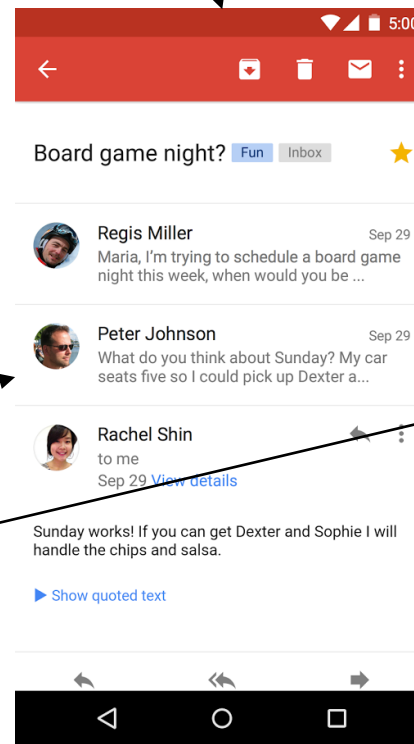 5:00
Board game night? Fun Inbox
Regis Miller Sep 29
Maria, I'm trying to schedule a board game
night this week, when would you be ...
Peter Johnson Sep 29
What do you think about Sunday? My car
seats five so I could pick up Dexter a...
Rachel Shin
to me
Sep 29 View details
Sunday works! If you can get Dexter and Sophie I will
handle the chips and salsa.
Show quoted text